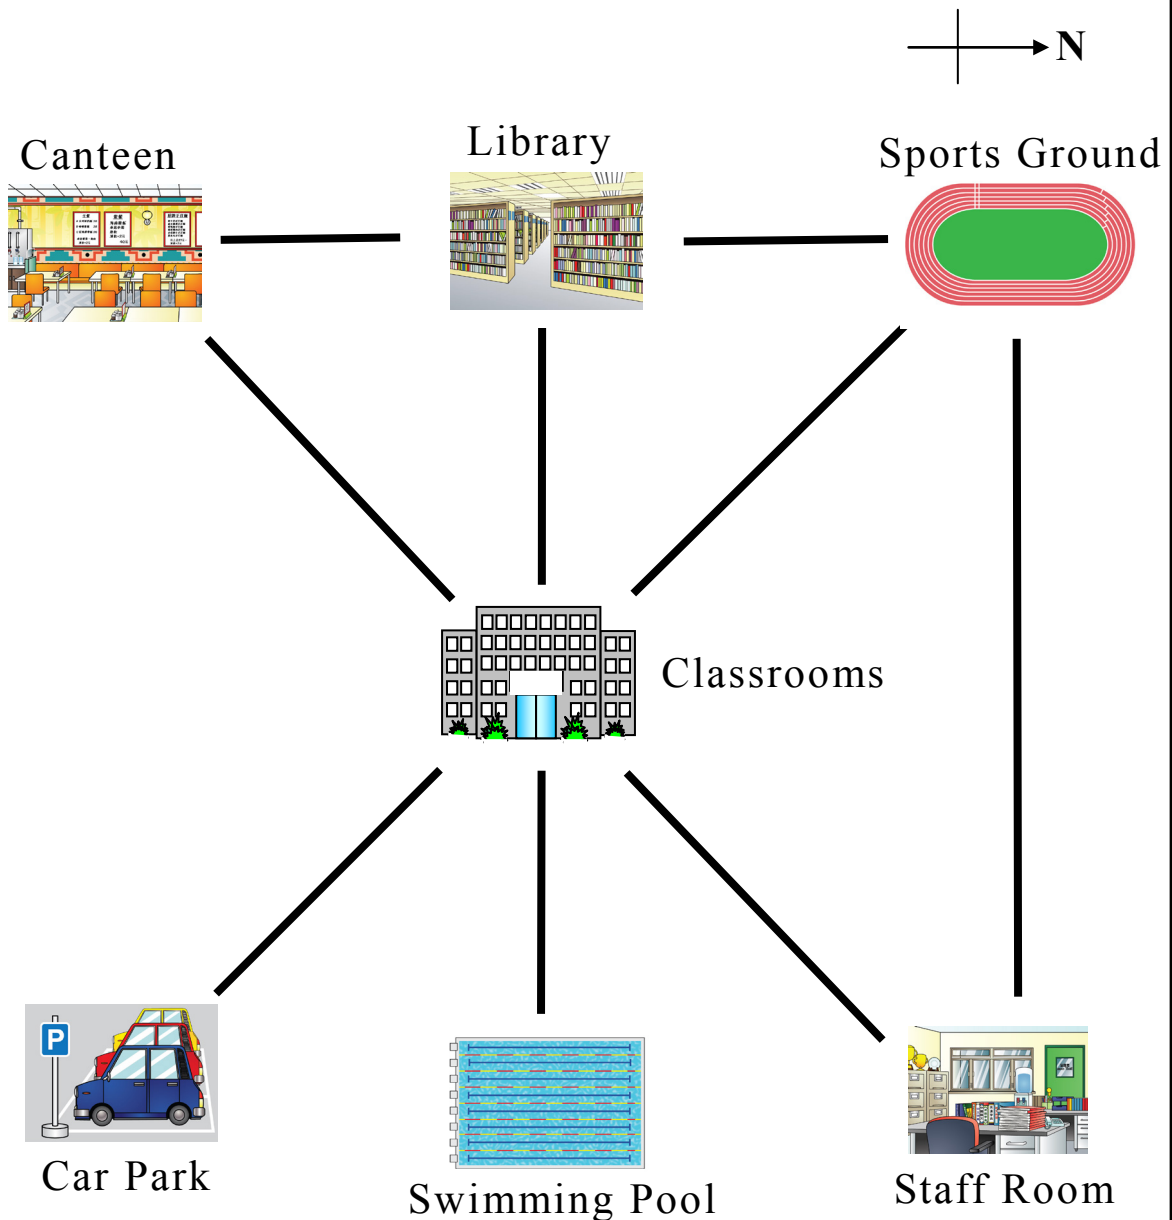 N
Canteen
Library
Sports Ground
Classrooms
P
Car Park
Swimming Pool
Staff Room